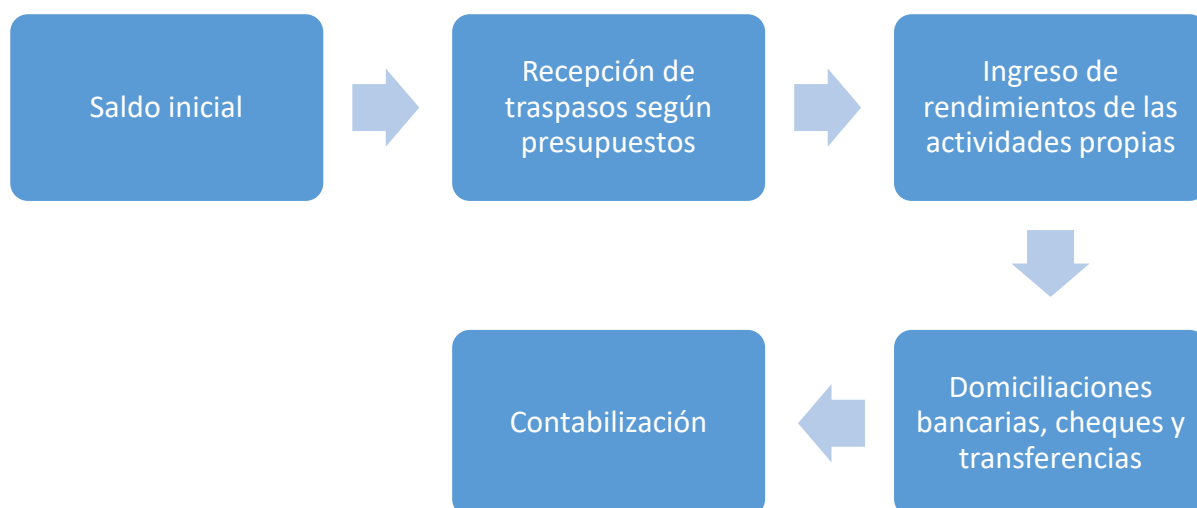 Saldo inicial
Recepción de
traspasos según
presupuestos
Ingreso de
rendimientos de las
actividades propias
Domiciliaciones
bancarias, cheques y
transferencias
Contabilización